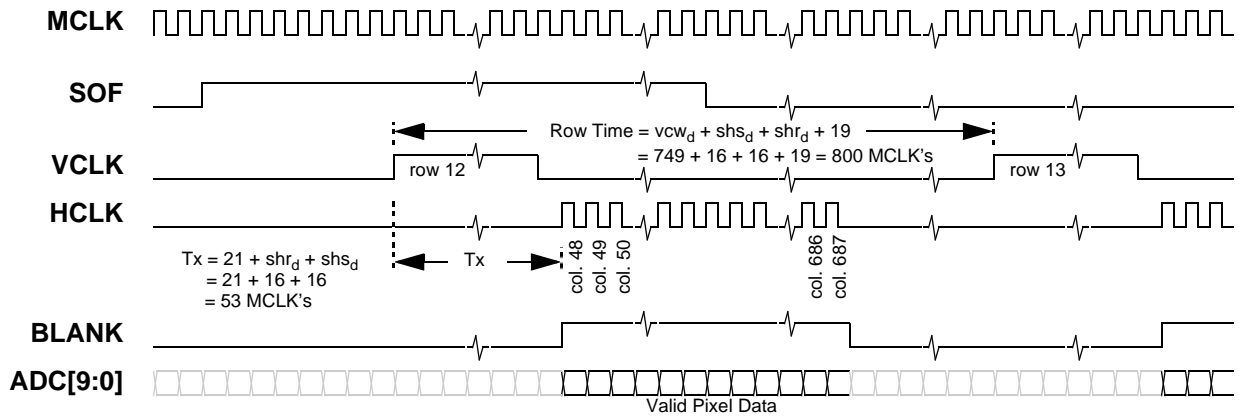 MCLK
SOF
Row Time = vcwd + shsd + shrd + 19
= 749 + 16 + 16 + 19 = 800 MCLK's
VCLK
row 12
row 13
HCLK
Tx = 21 + shrd + shsd
= 21 + 16 + 16
= 53 MCLK's
Tx
col. 48
col. 49
col. 50
col. 686
col. 687
BLANK
ADC[9:0]
Valid Pixel Data